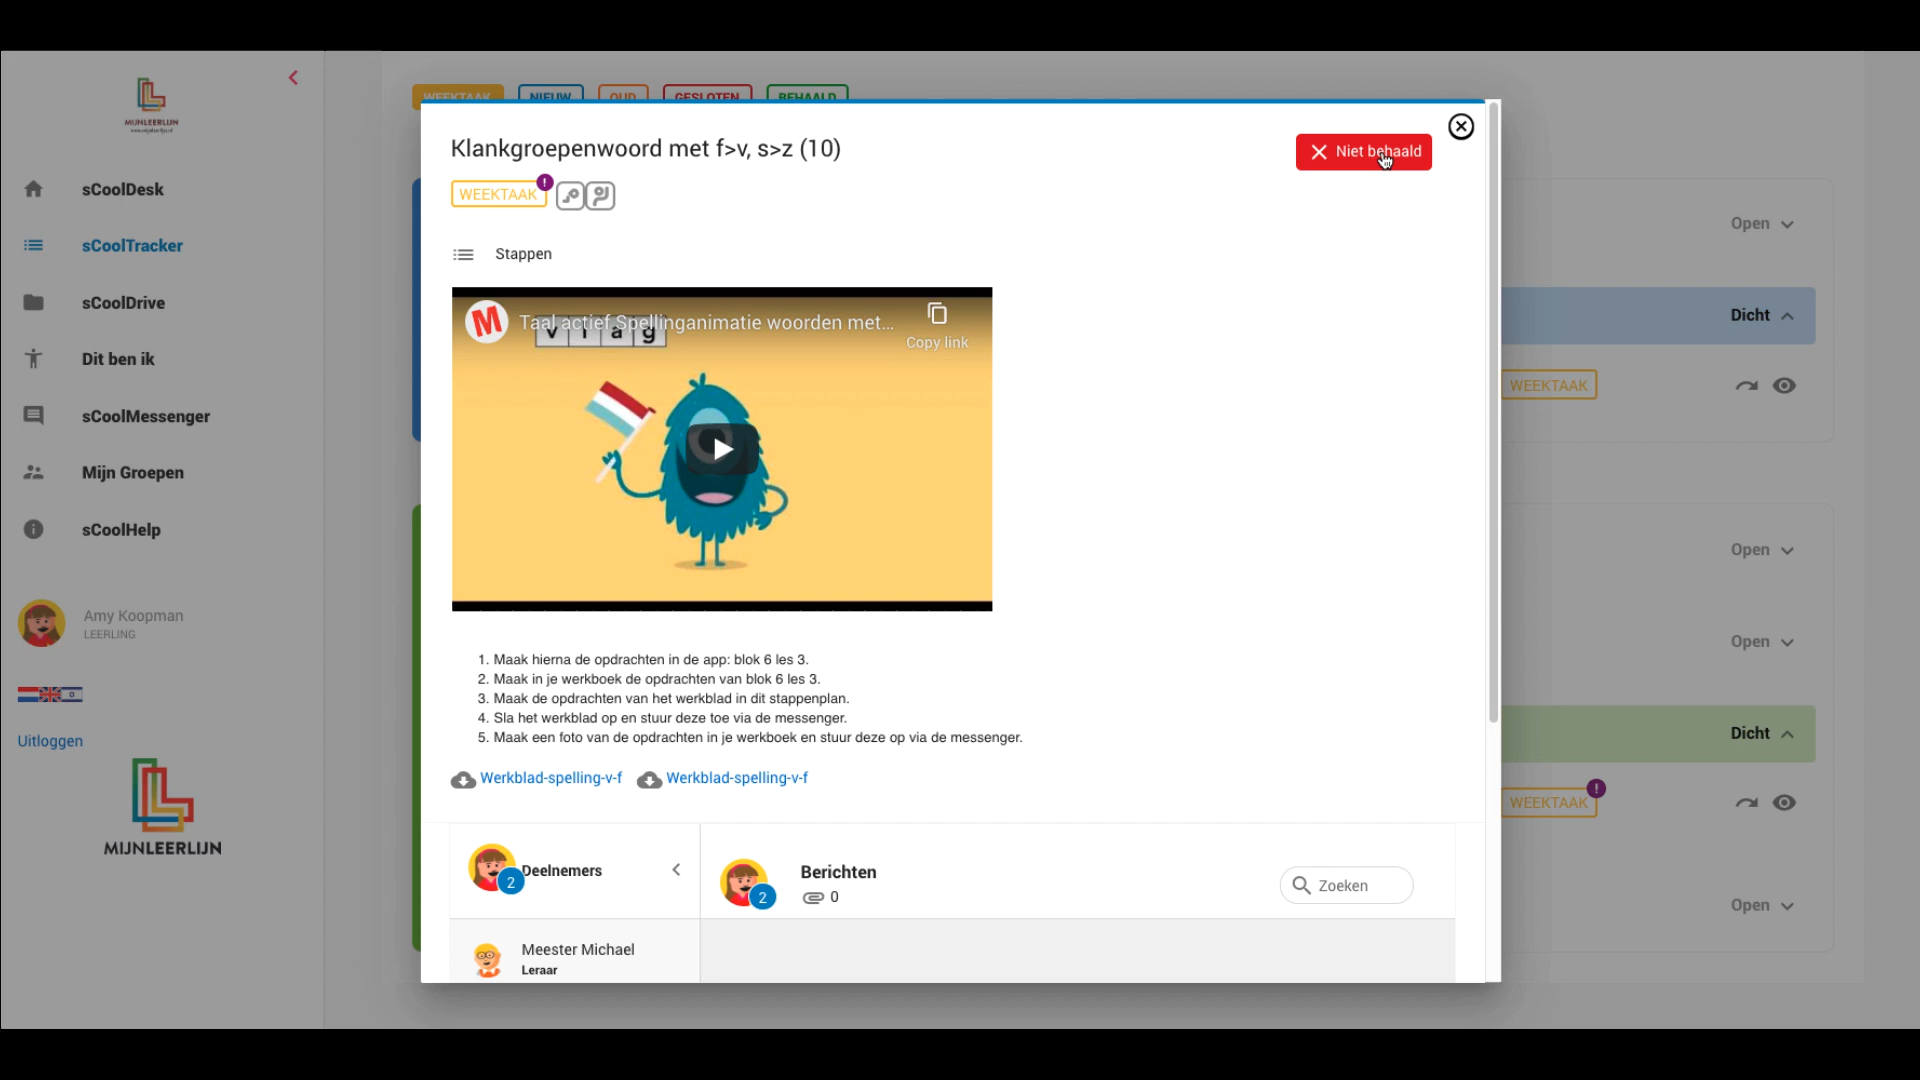 MIJNLEERLIJN
sCoolDesk
sCoolTracker
sCoolDrive
Dit ben ik
sCoolMessenger
Mijn Groepen
sCoolHelp
Amy Koopman
LEERLING
Uitloggen
MIJNLEERLIJN
WEEKTAAK NIEUW OUD GESLOTEN BEHAALD
Klankgroepenwoord met f>v, s>z (10)
Niet behaald
WEEKTAAK !
Stappen
Taal actief Spellinganimatie woorden met...
Copy link
v l a g
1. Maak hierna de opdrachten in de app: blok 6 les 3.
2. Maak in je werkboek de opdrachten van blok 6 les 3.
3. Maak de opdrachten van het werkblad in dit stappenplan.
4. Sla het werkblad op en stuur deze toe via de messenger.
5. Maak een foto van de opdrachten in je werkboek en stuur deze op via de messenger.
Werkblad-spelling-v-f Werkblad-spelling-v-f
2 Deelnemers
2 Berichten
0
Zoeken
Meester Michael
Leraar
Open
Dicht
WEEKTAAK
Open
Open
Dicht
WEEKTAAK !
Open